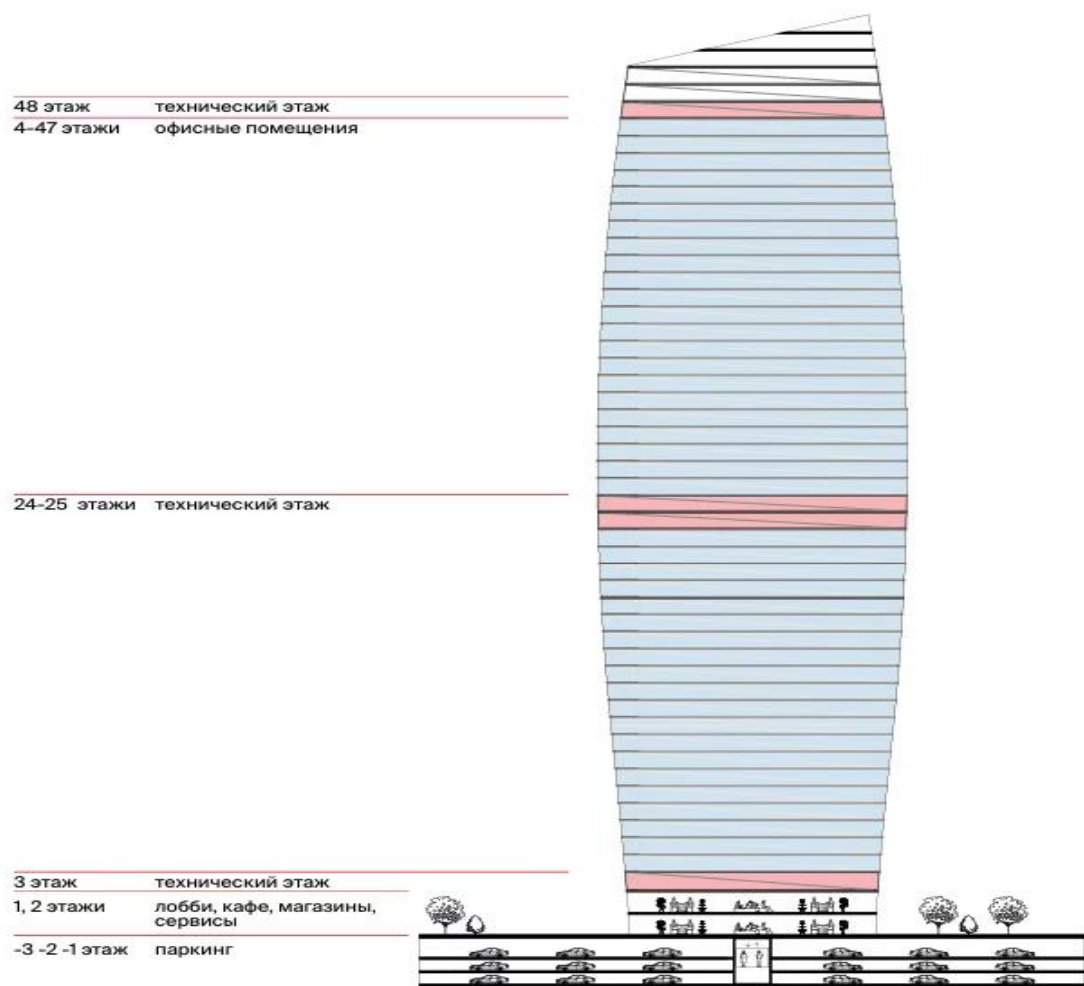 48 этаж технический этаж
4-47 этажи офисные помещения
24-25 этажи технический этаж
3 этаж технический этаж
1, 2 этажи лобби, кафе, магазины,
сервисы
-3 -2 -1 этаж паркинг